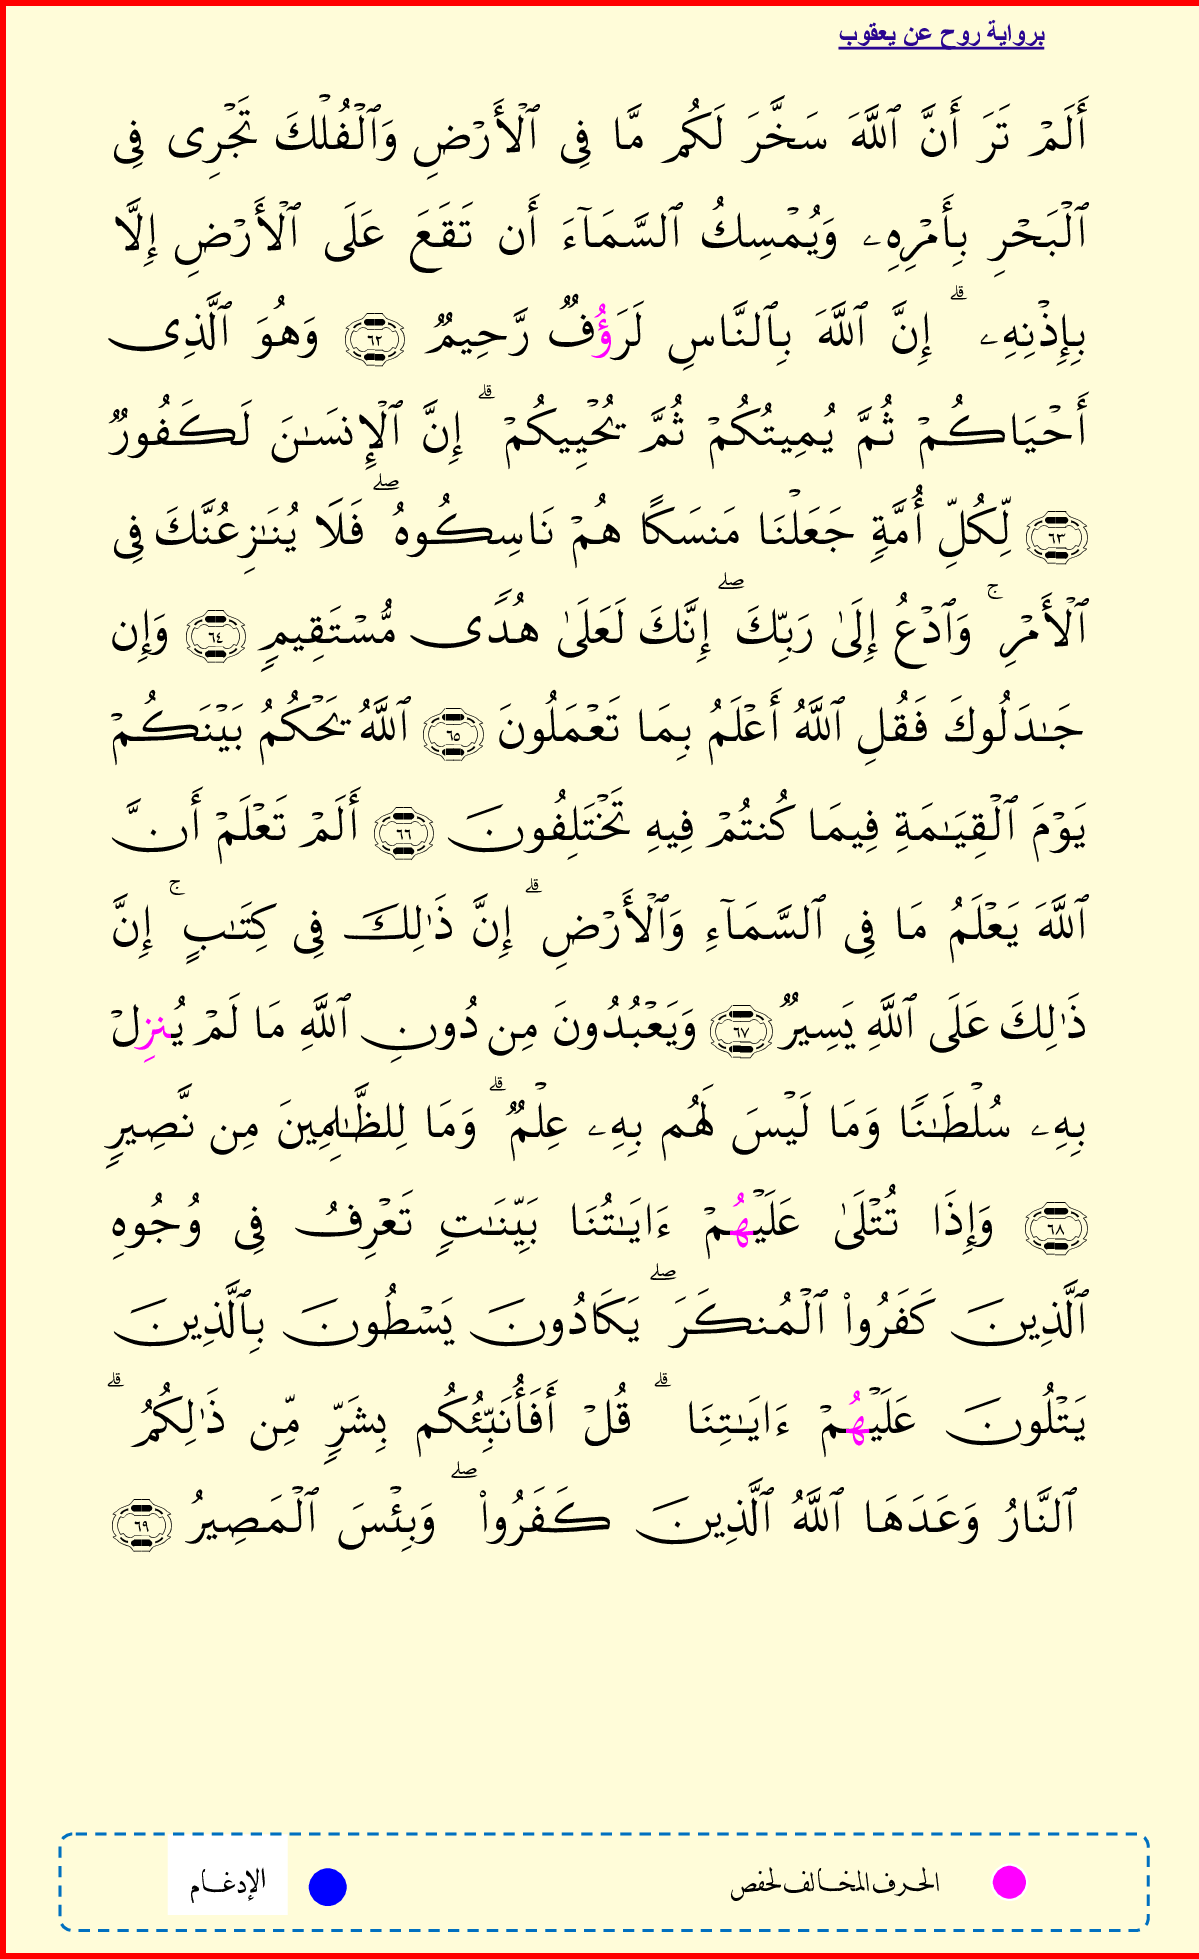 برواية روح عن يعقوب
أَلَمْ تَرَ أَنَّ ٱللَّهَ سَخَّرَ لَكُم مَّا فِى ٱلْأَرْضِ وَٱلْفُلْكَ تَجْرِى فِى
ٱلْبَحْرِ بِأَمْرِهِۦ وَيُمْسِكُ ٱلسَّمَآءَ أَن تَقَعَ عَلَى ٱلْأَرْضِ إِلَّا
بِإِذْنِهِۦ ۗ إِنَّ ٱللَّهَ بِٱلنَّاسِ لَرَؤُفٌ رَّحِيمٌ ٦٢ وَهُوَ ٱلَّذِى
أَحْيَاكُمْ ثُمَّ يُمِيتُكُمْ ثُمَّ يُحْيِيكُمْ ۗ إِنَّ ٱلْإِنسَـٰنَ لَكَفُورٌ
٦٣ لِّكُلِّ أُمَّةٍ جَعَلْنَا مَنسَكًا هُمْ نَاسِكُوهُ ۖ فَلَا يُنَـٰزِعُنَّكَ فِى
ٱلْأَمْرِ ۚ وَٱدْعُ إِلَىٰ رَبِّكَ ۖ إِنَّكَ لَعَلَىٰ هُدًى مُّسْتَقِيمٍ ٦٤ وَإِن
جَـٰدَلُوكَ فَقُلِ ٱللَّهُ أَعْلَمُ بِمَا تَعْمَلُونَ ٦٥ ٱللَّهُ يَحْكُمُ بَيْنَكُمْ
يَوْمَ ٱلْقِيَـٰمَةِ فِيمَا كُنتُمْ فِيهِ تَخْتَلِفُونَ ٦٦ أَلَمْ تَعْلَمْ أَنَّ
ٱللَّهَ يَعْلَمُ مَا فِى ٱلسَّمَآءِ وَٱلْأَرْضِ ۗ إِنَّ ذَٰلِكَ فِى كِتَـٰبٍ ۚ إِنَّ
ذَٰلِكَ عَلَى ٱللَّهِ يَسِيرٌ ٦٧ وَيَعْبُدُونَ مِن دُونِ ٱللَّهِ مَا لَمْ يُنزِلْ
بِهِۦ سُلْطَـٰنًا وَمَا لَيْسَ لَهُم بِهِۦ عِلْمٌ ۗ وَمَا لِلظَّـٰلِمِينَ مِن نَّصِيرٍ
٦٨ وَإِذَا تُتْلَىٰ عَلَيْهُمْ ءَايَـٰتُنَا بَيِّنَـٰتٍ تَعْرِفُ فِى وُجُوهِ
ٱلَّذِينَ كَفَرُوا۟ ٱلْمُنكَرَ ۖ يَكَادُونَ يَسْطُونَ بِٱلَّذِينَ
يَتْلُونَ عَلَيْهُمْ ءَايَـٰتِنَا ۗ قُلْ أَفَأُنَبِّئُكُم بِشَرٍّ مِّن ذَٰلِكُمُ ۗ
ٱلنَّارُ وَعَدَهَا ٱللَّهُ ٱلَّذِينَ كَفَرُوا۟ ۖ وَبِئْسَ ٱلْمَصِيرُ ٦٩
الحرف المخالف لحفص الإدغام